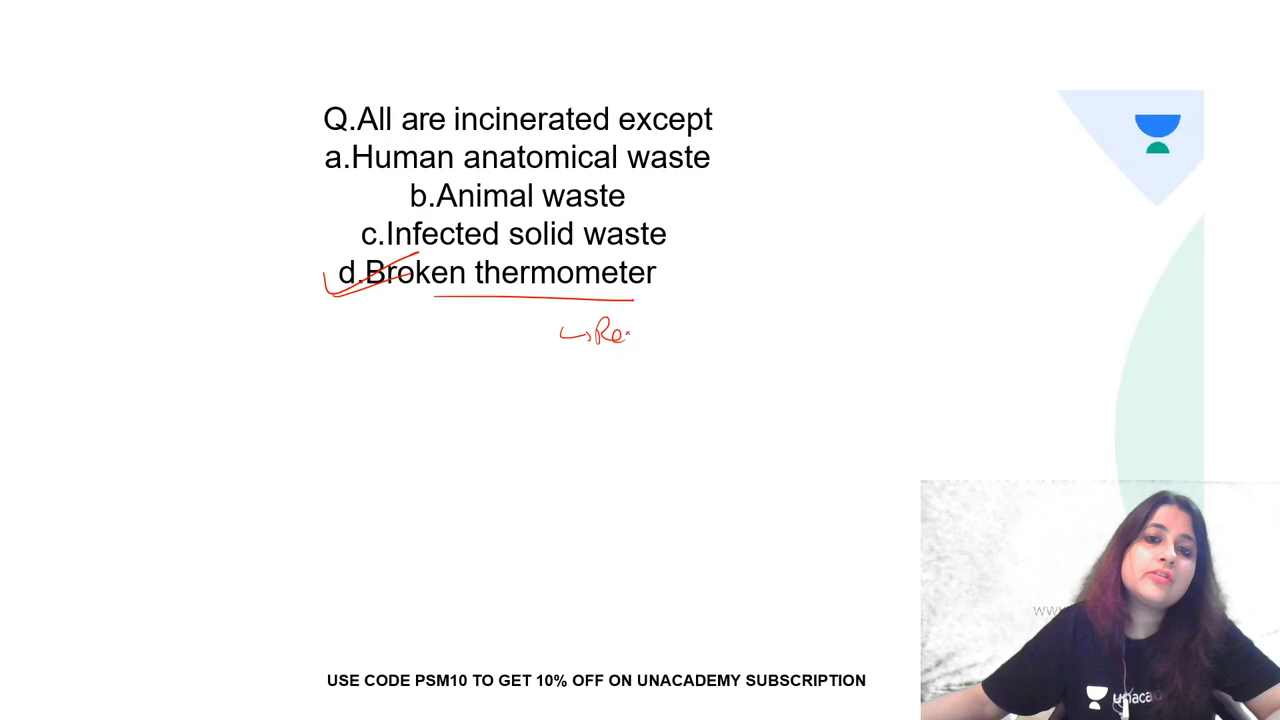 Q.All are incinerated except
a.Human anatomical waste
b.Animal waste
c.Infected solid waste
d.Broken thermometer
Re
USE CODE PSM10 TO GET 10% OFF ON UNACADEMY SUBSCRIPTION